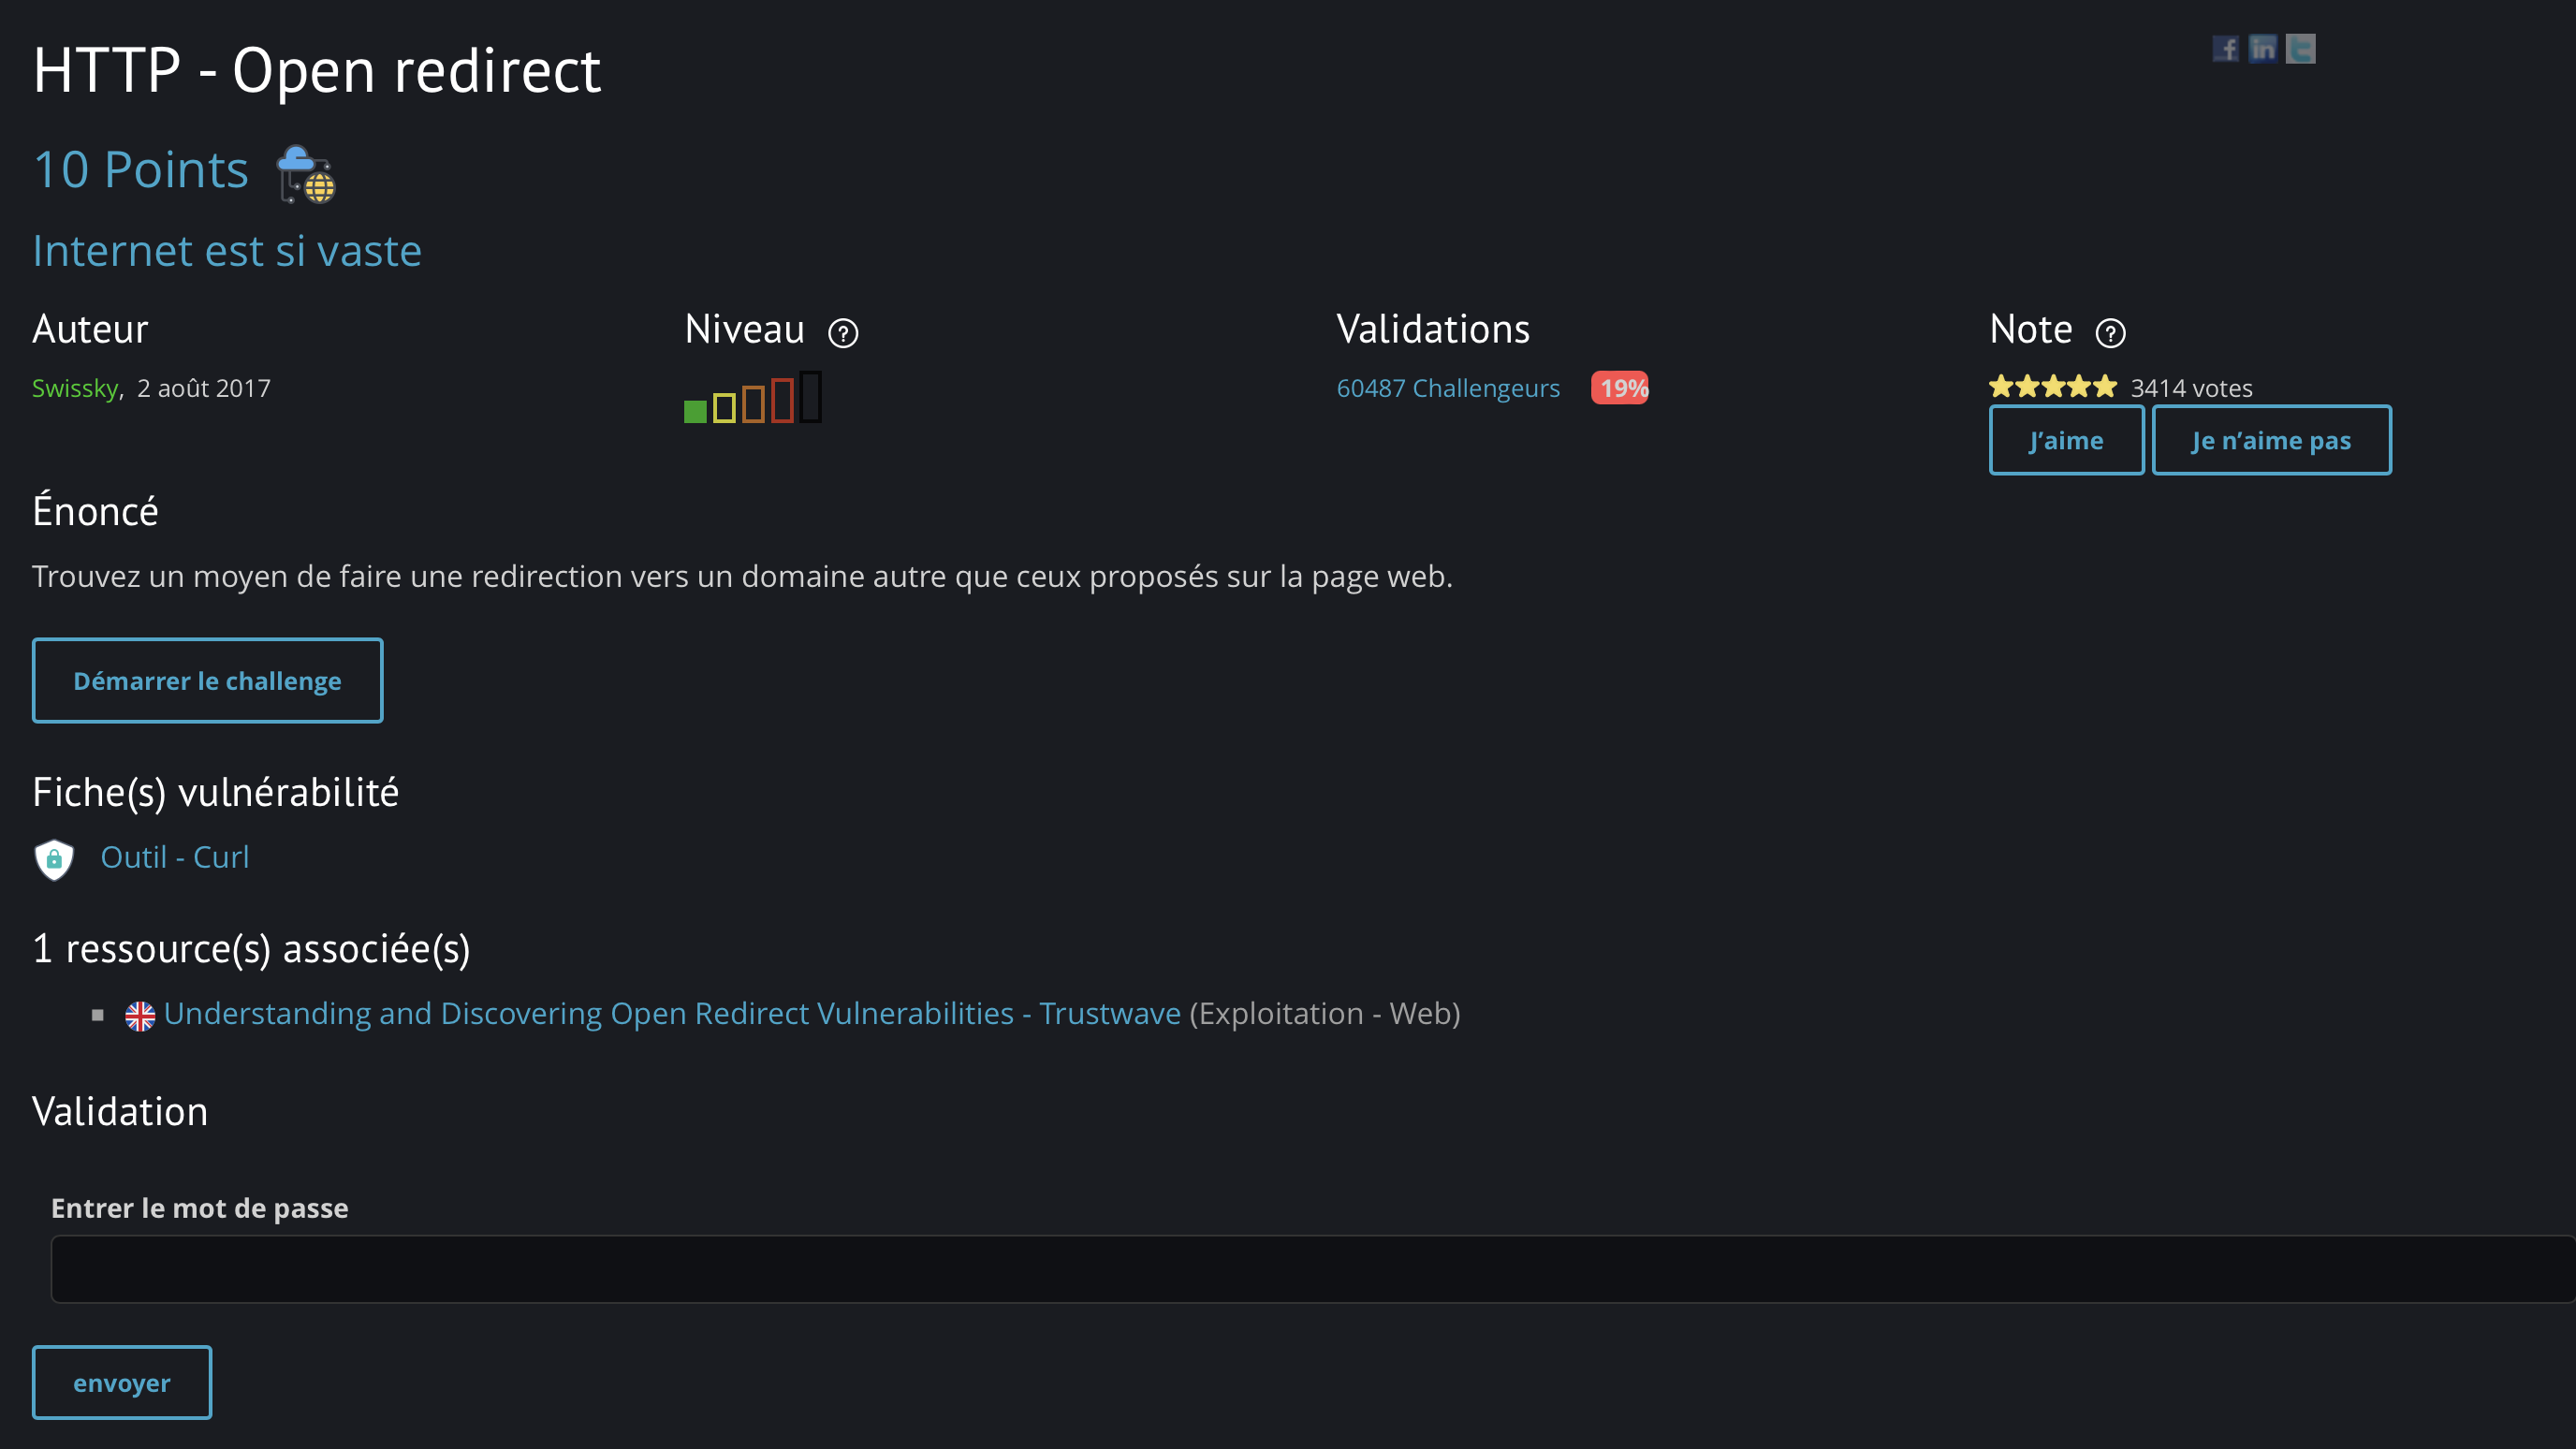 HTTP - Open redirect
10 Points
Internet est si vaste
Auteur
Swissky, 2 août 2017
Niveau ?
Validations
60487 Challengeurs 19%
Note ?
3414 votes
J’aime Je n’aime pas
Énoncé
Trouvez un moyen de faire une redirection vers un domaine autre que ceux proposés sur la page web.
Démarrer le challenge
Fiche(s) vulnérabilité
Outil - Curl
1 ressource(s) associée(s)
Understanding and Discovering Open Redirect Vulnerabilities - Trustwave (Exploitation - Web)
Validation
Entrer le mot de passe
envoyer